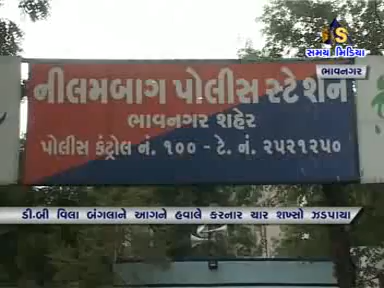 S
સમય મિડિયા
ભાવનગર
નીલમબાગ પોલીસ સ્ટેશન
ભાવનગર શહેર
પોલીસ કંટ્રોલ નં. ૧૦૦ - ટે. નં. ૨૫૨૧૨૫૦
ડી.બી વિલા બંગલાને આગને હવાલે કરનાર ચાર શખ્સો ઝડપાયા